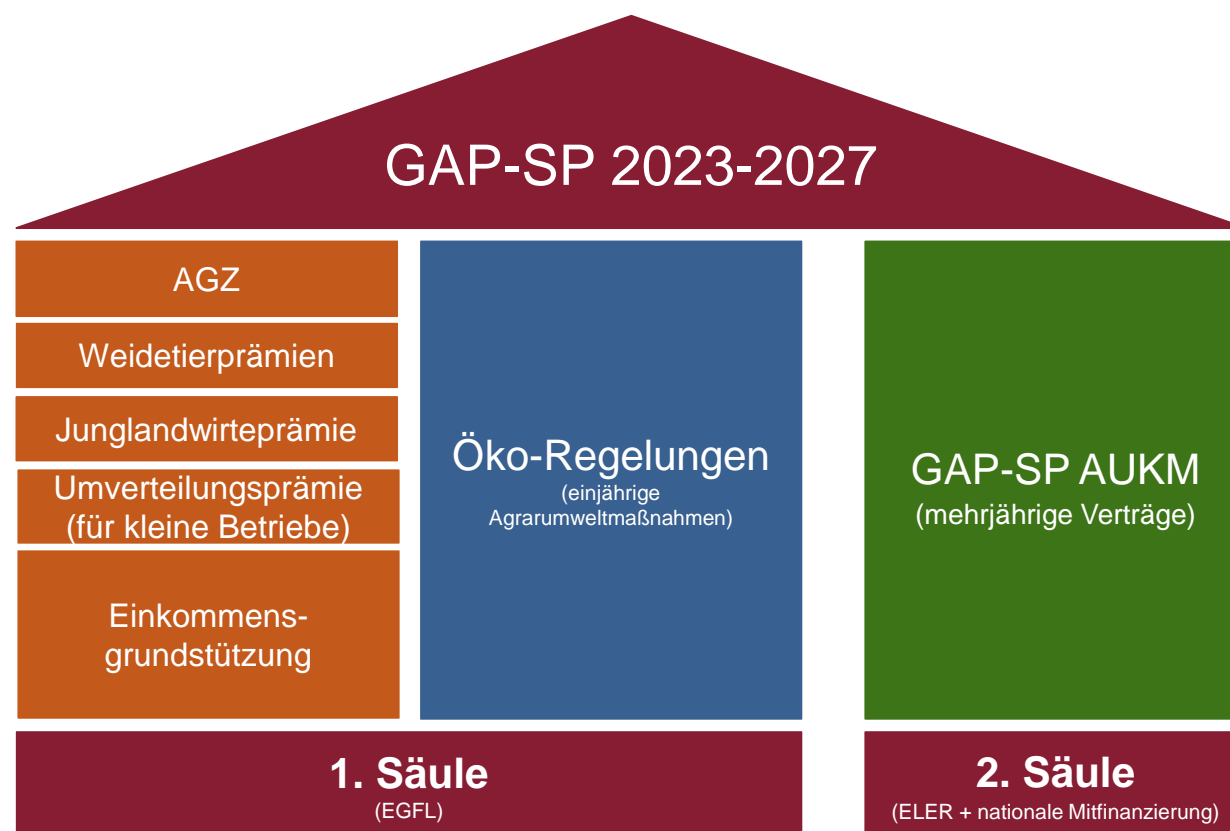 GAP-SP 2023-2027
AGZ
Weidetierprämien
Junglandwirteprämie
Umverteilungsprämie
(für kleine Betriebe)
Einkommens-
grundstützung
Öko-Regelungen
(einjährige
Agrarumweltmaßnahmen)
GAP-SP AUKM
(mehrjährige Verträge)
1. Säule
(EGFL)
2. Säule
(ELER + nationale Mitfinanzierung)